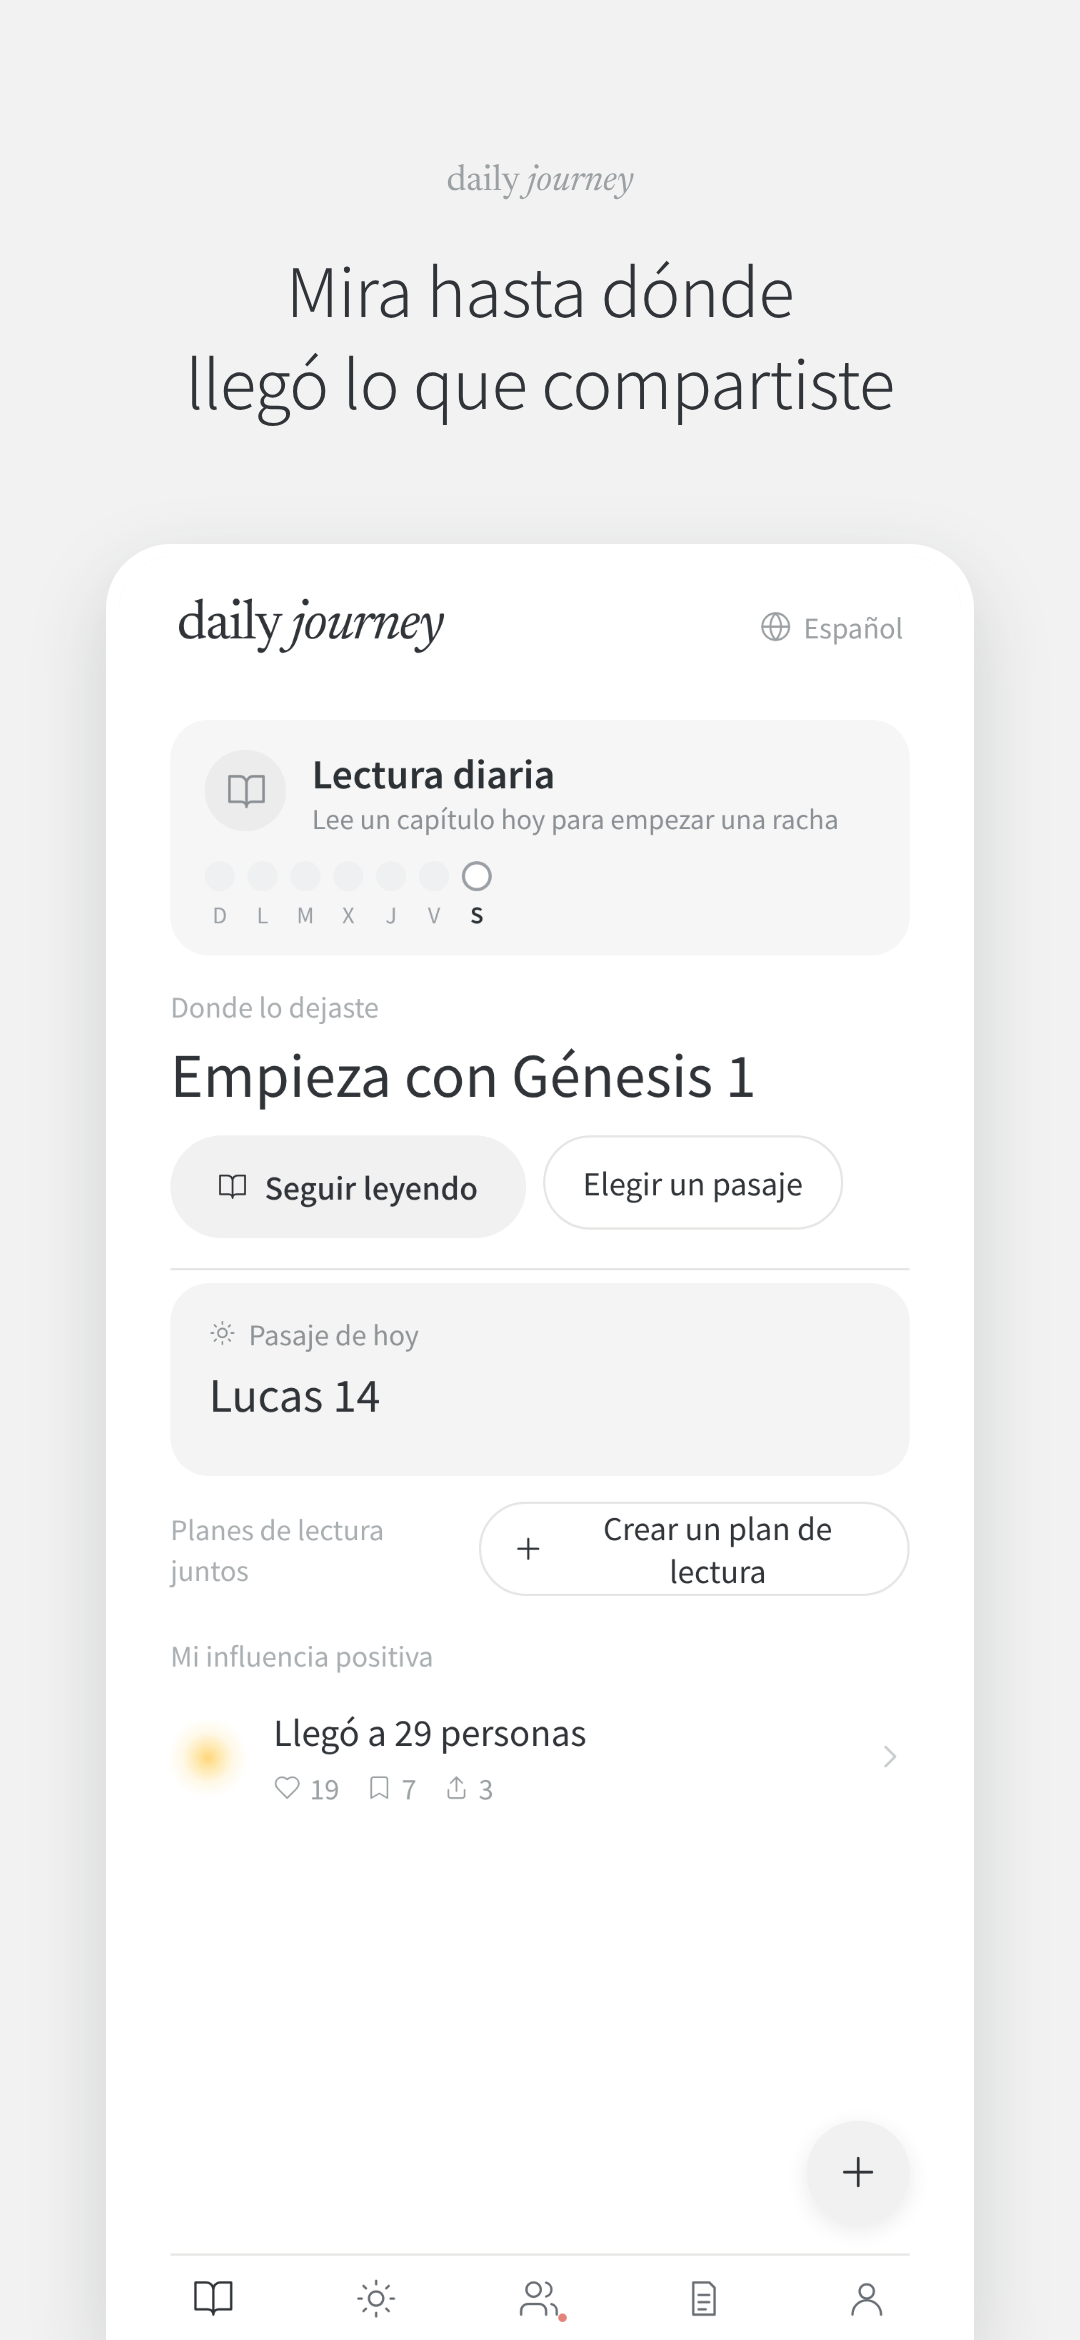 daily journey
Mira hasta dónde
llegó lo que compartiste
daily journey
Español
Lectura diaria
Lee un capítulo hoy para empezar una racha
D L M X J V S
Donde lo dejaste
Empieza con Génesis 1
Seguir leyendo
Elegir un pasaje
Pasaje de hoy
Lucas 14
Planes de lectura
juntos
Crear un plan de
lectura
Mi influencia positiva
Llegó a 29 personas
19 7 3